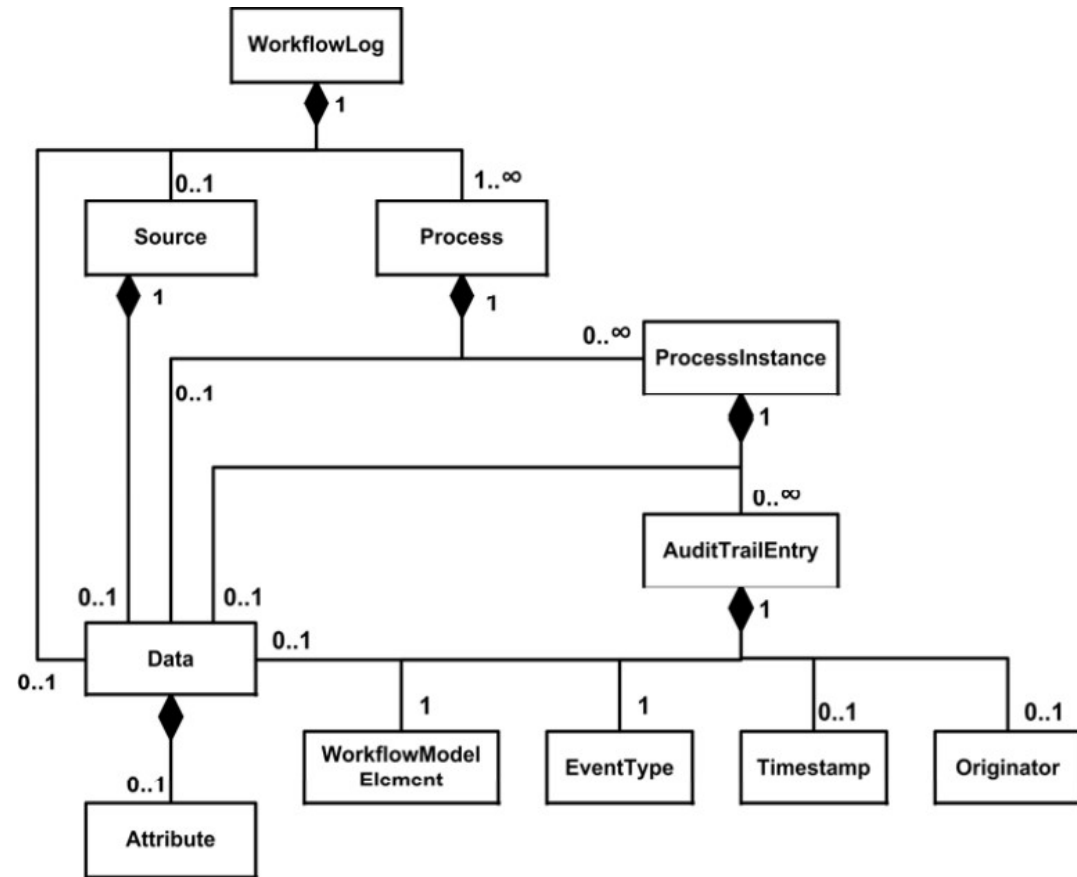 WorkflowLog
1
0..1
1..∞
Source
Process
1
1
0..∞
ProcessInstance
0..1
1
0..∞
AuditTrailEntry
0..1
0..1
1
0..1
Data
0..1
1
1
0..1
0..1
WorkflowModel
Element
EventType
Timestamp
Originator
0..1
Attribute